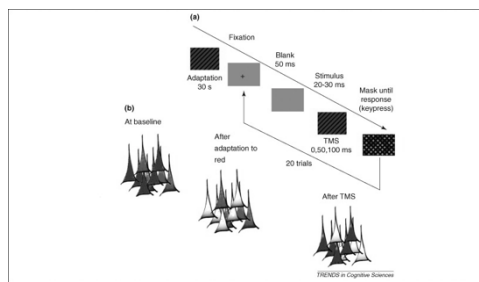 (a)
Fixation
Blank
50 ms
Stimulus
20-30 ms
Mask until
response
(keypress)
Adaptation
30 s
TMS
0,50,100 ms
20 trials
(b)
At baseline
After
adaptation to
red
After TMS
TRENDS in Cognitive Sciences